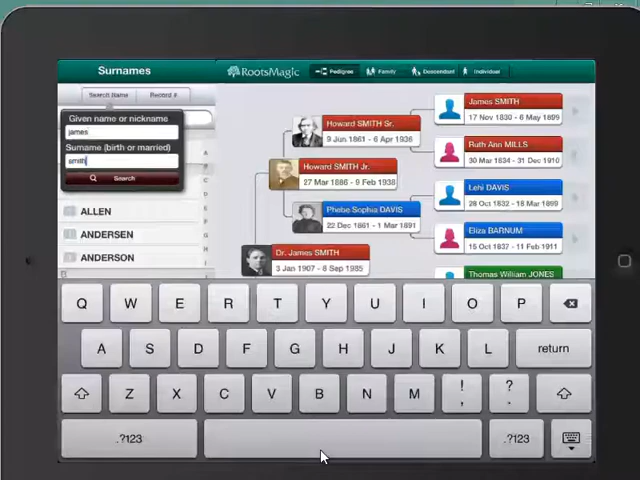 Surnames
RootsMagic
Pedigree
Family
Descendant
Individual
Search Name
Record #
Given name or nickname
james
Surname (birth or married)
smith
Search
A
C
ALLEN
ANDERSEN
ANDERSON
James SMITH
17 Nov 1830 - 6 May 1899
Howard SMITH Sr.
9 Jun 1861 - 6 Apr 1936
Ruth Ann MILLS
30 Mar 1834 - 31 Dec 1910
Howard SMITH Jr.
27 Mar 1886 - 9 Feb 1938
Lehi DAVIS
28 Oct 1832 - 18 Mar 1899
Phebe Sophia DAVIS
22 Dec 1861 - 1 Mar 1891
Eliza BARNUM
15 Oct 1837 - 11 Feb 1911
Dr. James SMITH
3 Jan 1907 - 8 Sep 1985
Thomas William JONES
Q W E R T Y U I O P
A S D F G H J K L return
Z X C V B N M ! , ? .
.?123 .?123